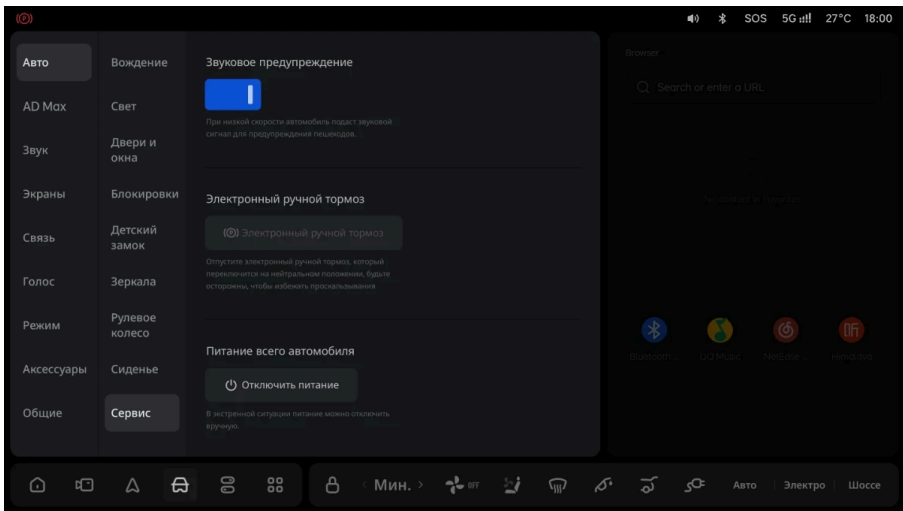 SOS 5G 27°C 18:00
Авто
AD Max
Звук
Экраны
Связь
Голос
Режим
Аксессуары
Общие
Вождение
Свет
Двери и
окна
Блокировки
Детский
замок
Зеркала
Рулевое
колесо
Сиденье
Сервис
Звуковое предупреждение
При низкой скорости автомобиль подаст звуковой
сигнал для предупреждения пешеходов.
Электронный ручной тормоз
(P) Электронный ручной тормоз
Отпустите электронный ручной тормоз, который
переключится на нейтральном положении, будьте
осторожны, чтобы избежать проскальзывания
Питание всего автомобиля
Отключить питание
В экстренной ситуации питание можно отключить
вручную.
Browser
Search or enter a URL
Bluetooth ...
QQ Music
NetEase ...
Мин.
OFF
Авто
Электро
Шоссе